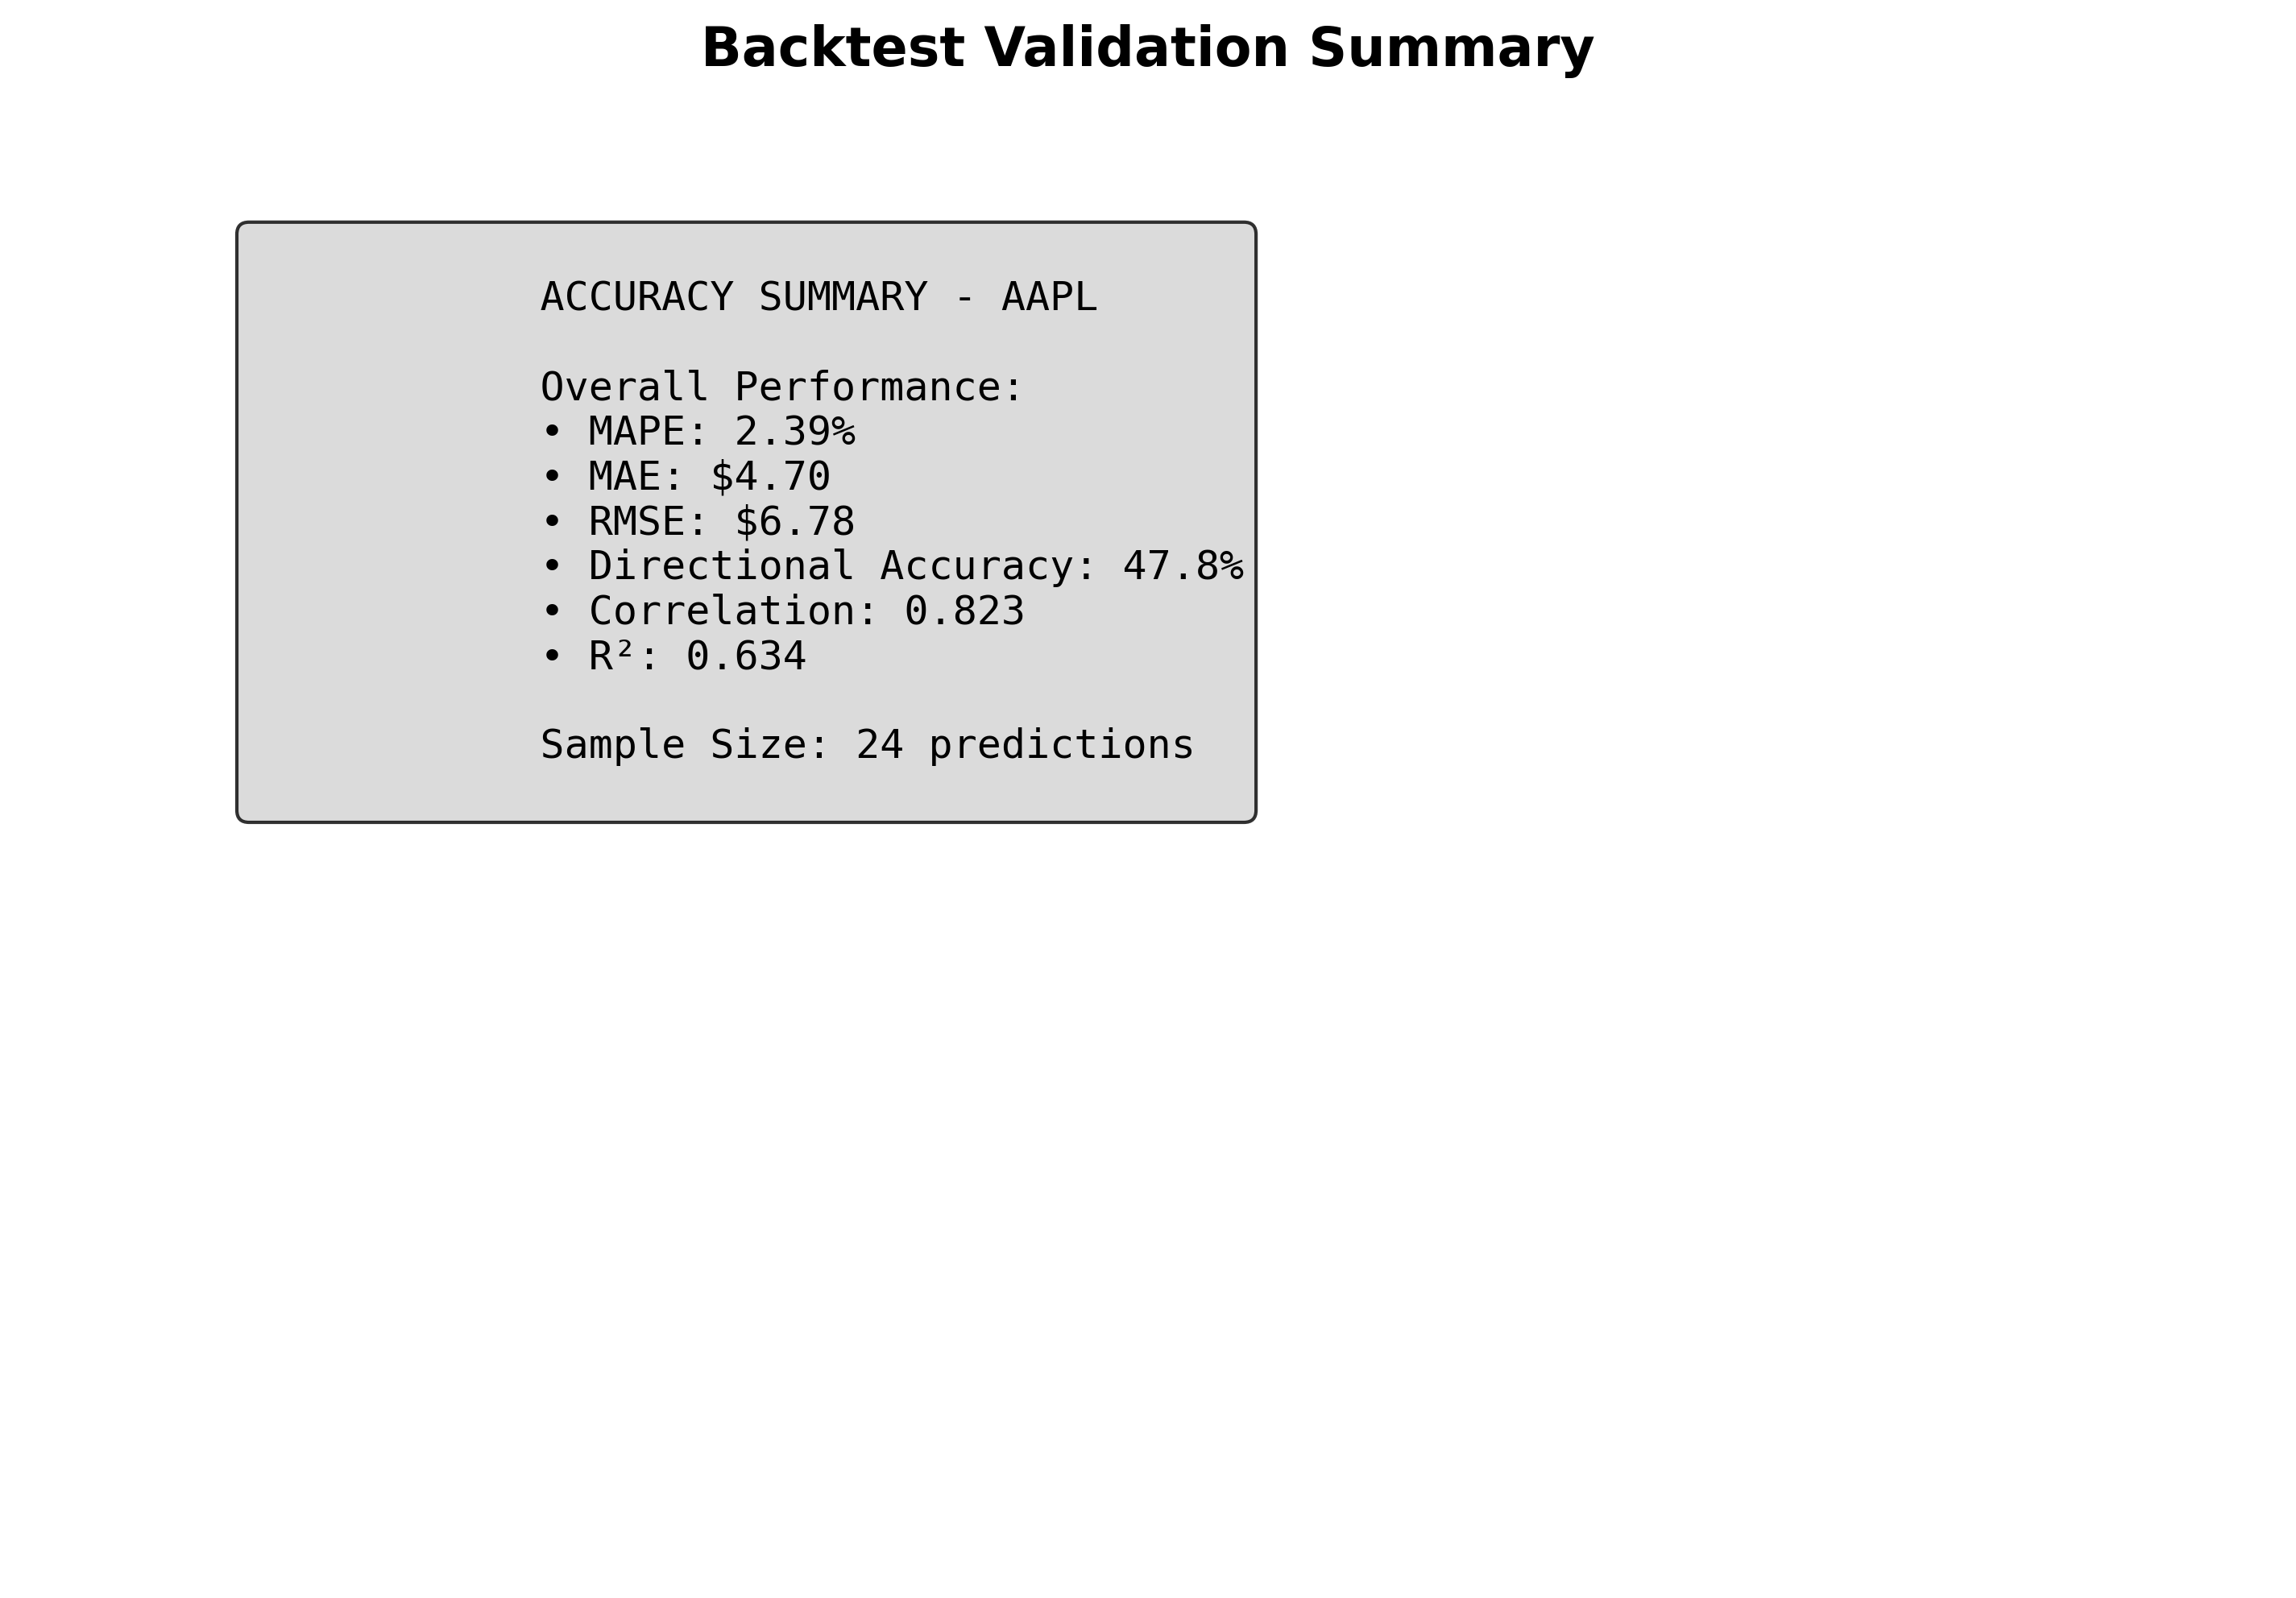 Backtest Validation Summary
ACCURACY SUMMARY - AAPL
Overall Performance:
• MAPE: 2.39%
• MAE: $4.70
• RMSE: $6.78
• Directional Accuracy: 47.8%
• Correlation: 0.823
• R²: 0.634
Sample Size: 24 predictions